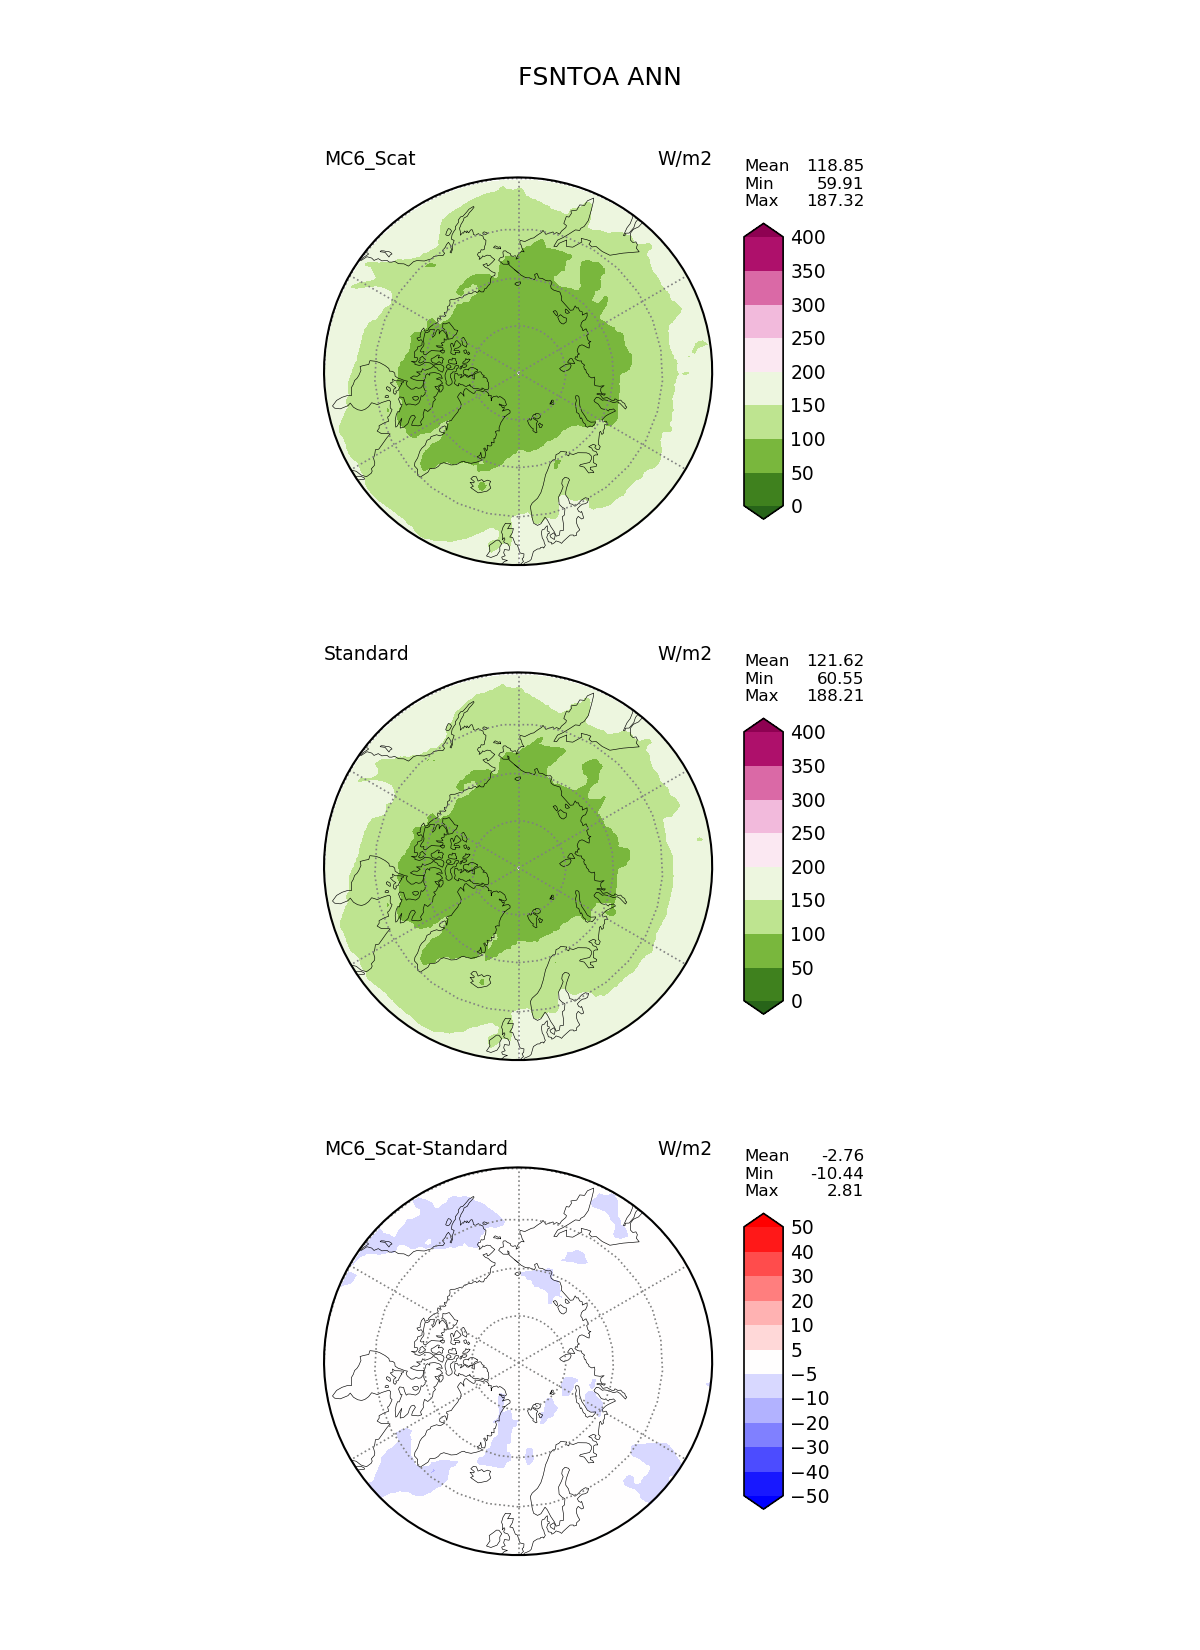 FSNTOA ANN
MC6_Scat
W/m2
Mean 118.85
Min 59.91
Max 187.32
400
350
300
250
200
150
100
50
0
Standard
W/m2
Mean 121.62
Min 60.55
Max 188.21
400
350
300
250
200
150
100
50
0
MC6_Scat-Standard
W/m2
Mean -2.76
Min -10.44
Max 2.81
50
40
30
20
10
5
−5
−10
−20
−30
−40
−50